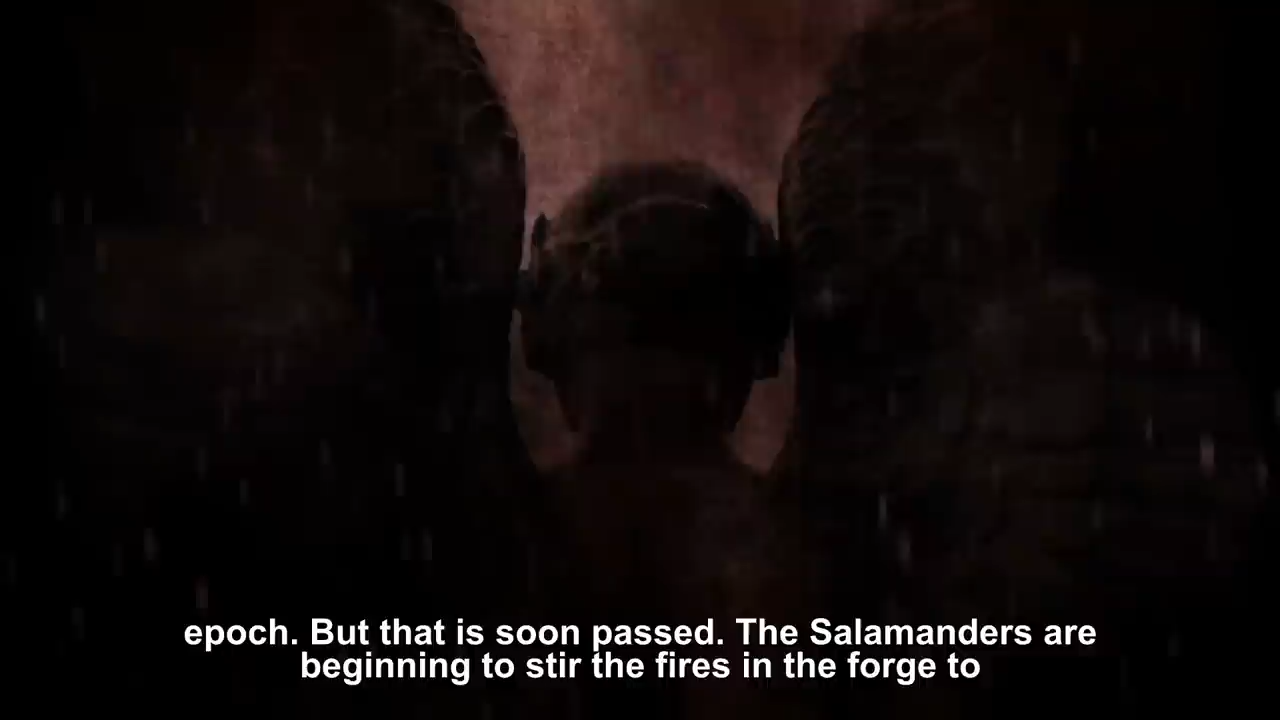 epoch. But that is soon passed. The Salamanders are
beginning to stir the fires in the forge to